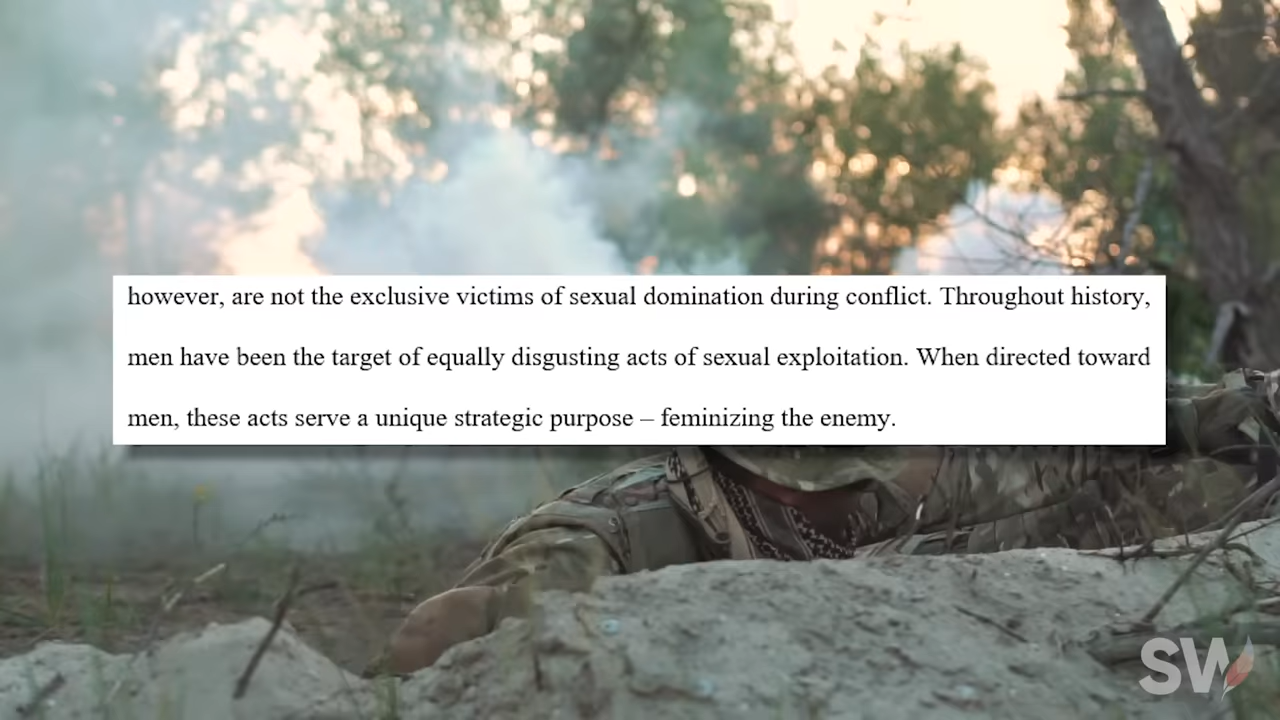 however, are not the exclusive victims of sexual domination during conflict. Throughout history,
men have been the target of equally disgusting acts of sexual exploitation. When directed toward
men, these acts serve a unique strategic purpose – feminizing the enemy.
SW